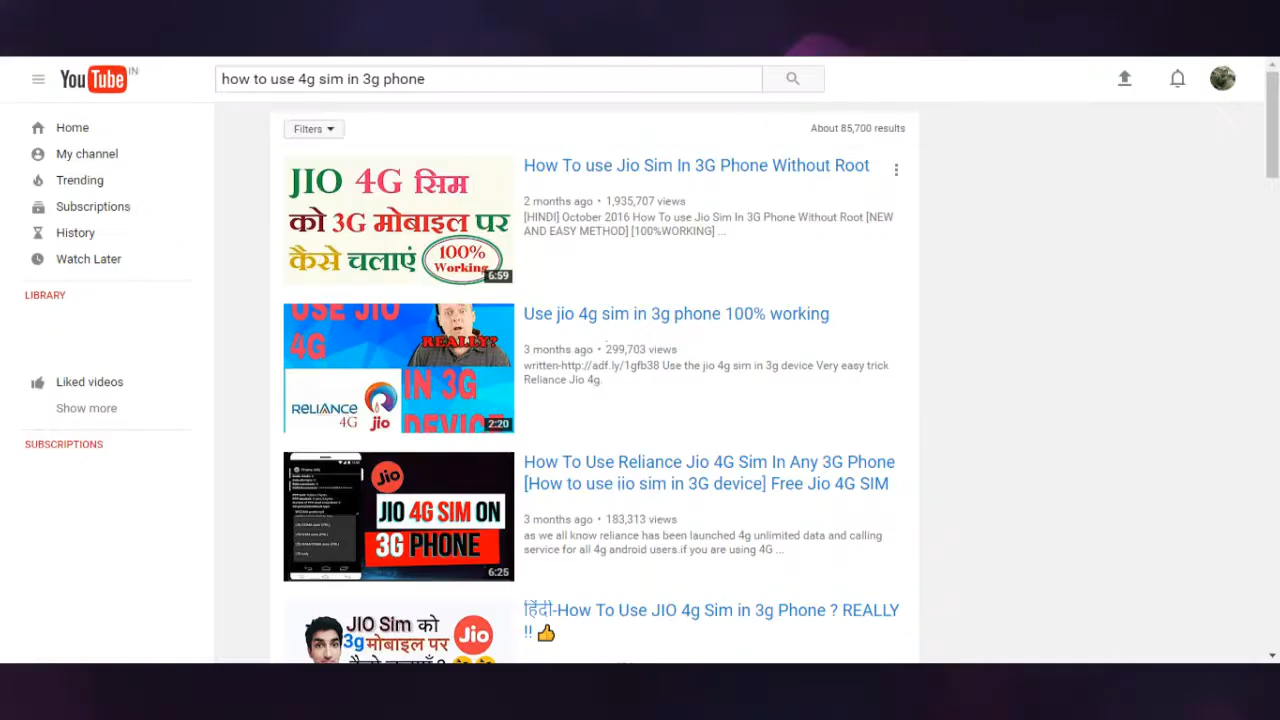 YouTube IN
how to use 4g sim in 3g phone
Home
My channel
Trending
Subscriptions
History
Watch Later
LIBRARY
Liked videos
Show more
SUBSCRIPTIONS
Filters
About 85,700 results
JIO 4G सिम
को 3G मोबाइल पर
कैसे चलाएं
100%
Working
6:59
How To use Jio Sim In 3G Phone Without Root
2 months ago • 1,935,707 views
[HINDI] October 2016 How To use Jio Sim In 3G Phone Without Root [NEW
AND EASY METHOD] [100%WORKING] ...
USE JIO
4G
REALLY?
RELIANCE
4G
jio
IN 3G
DEVICE
2:20
Use jio 4g sim in 3g phone 100% working
3 months ago • 299,703 views
written-http://adf.ly/1gfb38 Use the jio 4g sim in 3g device Very easy trick
Reliance Jio 4g.
Jio
JIO 4G SIM ON
3G PHONE
6:25
How To Use Reliance Jio 4G Sim In Any 3G Phone
[How to use iio sim in 3G device] Free Jio 4G SIM
3 months ago • 183,313 views
as we all know reliance has been launched 4g unlimited data and calling
service for all 4g android users.if you are using 4G ...
JIO Sim को
3gमोबाइल पर
Jio
हिंदी-How To Use JIO 4g Sim in 3g Phone ? REALLY
!! 👍